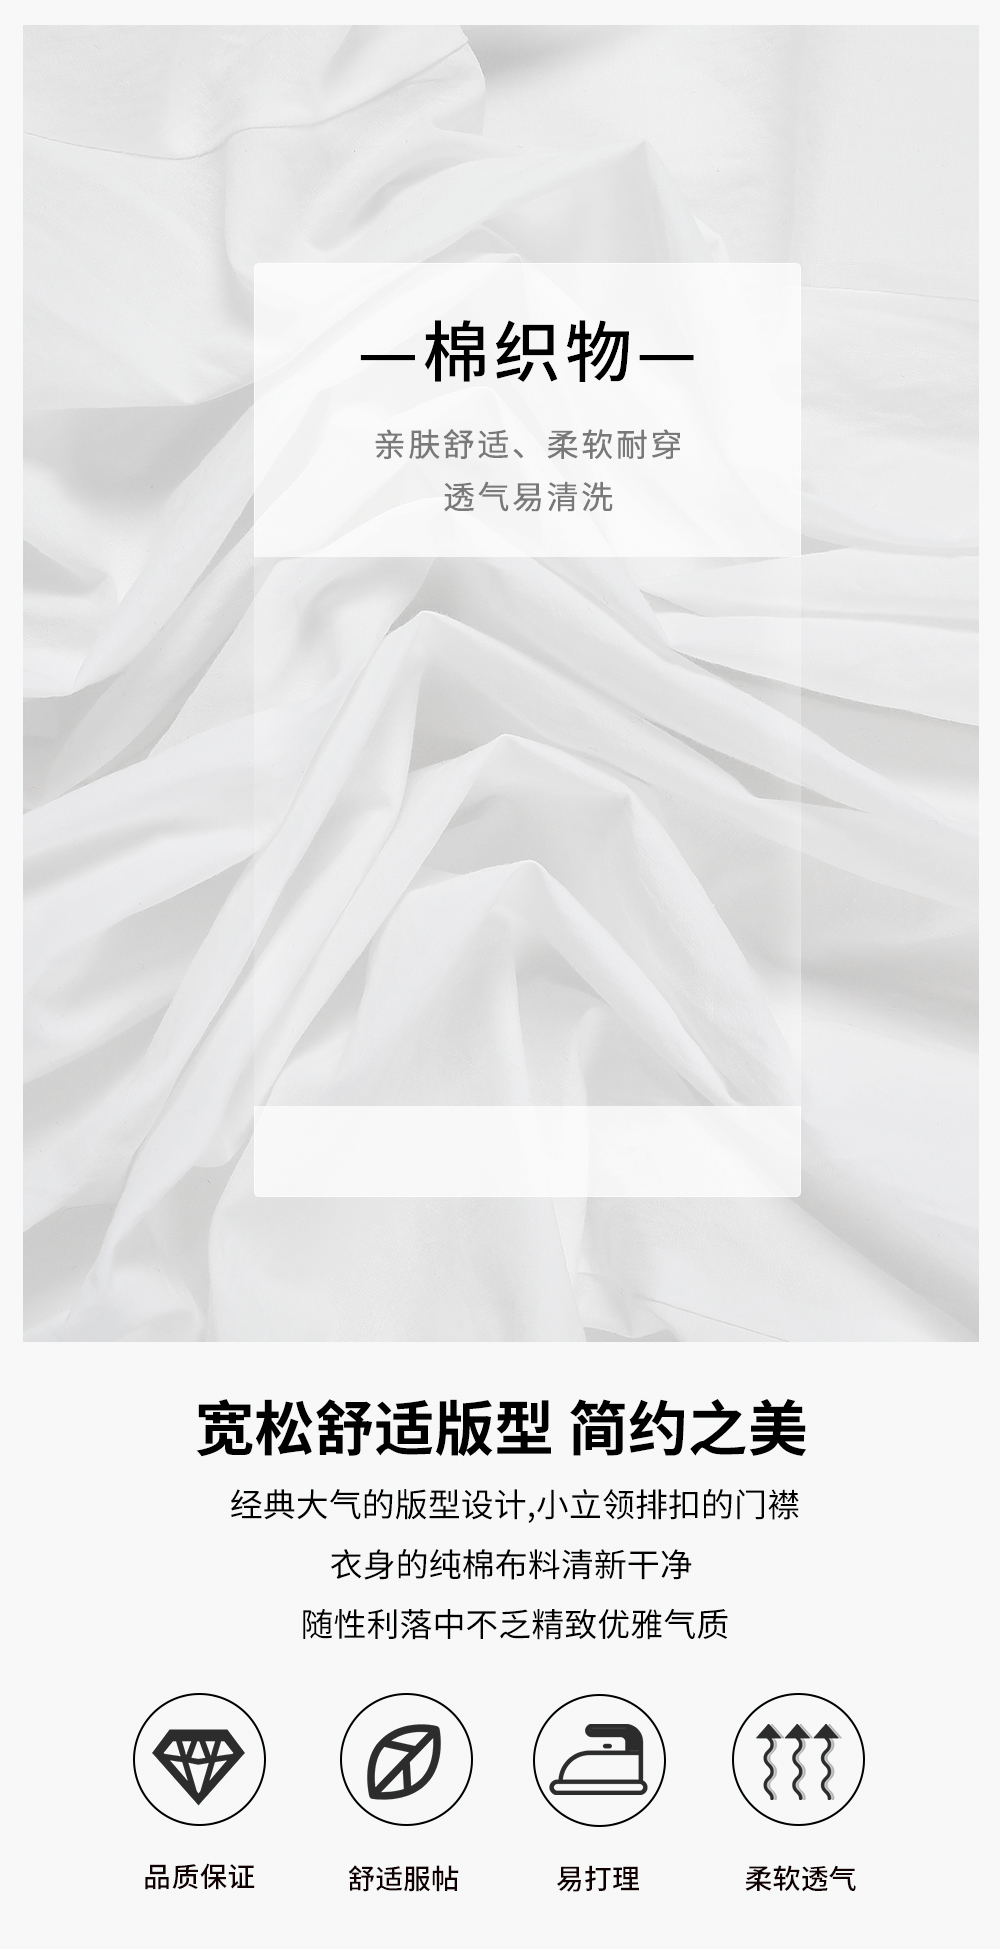 —棉织物—
亲肤舒适、柔软耐穿
透气易清洗
宽松舒适版型 简约之美
经典大气的版型设计,小立领排扣的门襟
衣身的纯棉布料清新干净
随性利落中不乏精致优雅气质
品质保证
舒适服帖
易打理
柔软透气